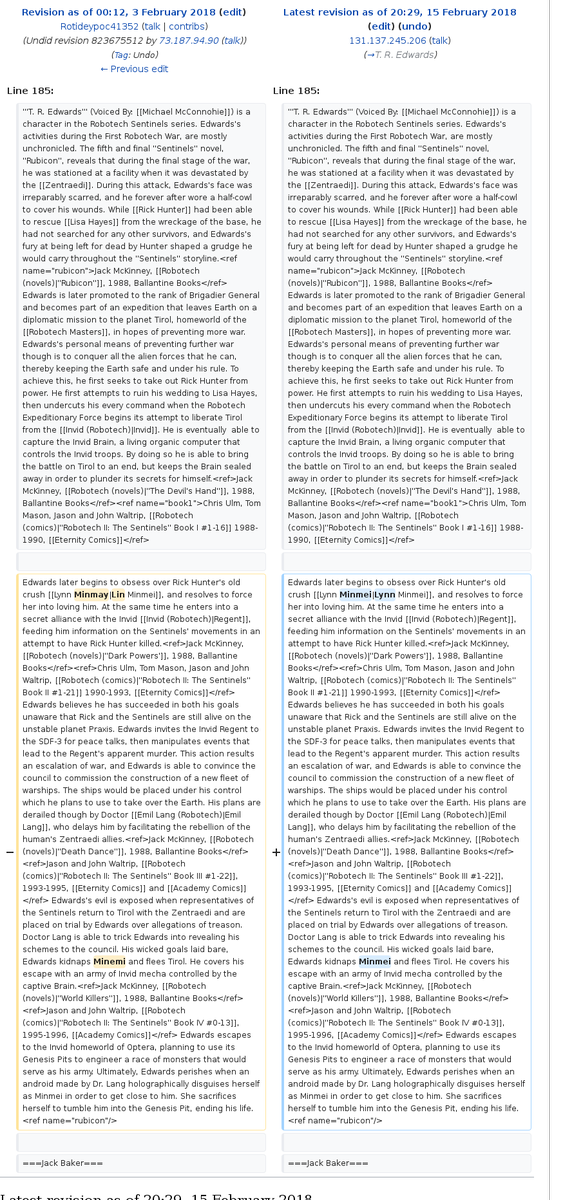 Revision as of 00:12, 3 February 2018 (edit)
Rotideypoc41352 (talk | contribs)
(Undid revision 823675512 by 73.187.94.90 (talk))
(Tag: Undo)
← Previous edit
Latest revision as of 20:29, 15 February 2018
(edit) (undo)
131.137.245.206 (talk)
(→T. R. Edwards)
Line 185:
'''T. R. Edwards''' (Voiced By: [[Michael McConnohie]]) is a
character in the Robotech Sentinels series. Edwards's
activities during the First Robotech War, are mostly
unchronicled. The fifth and final ''Sentinels'' novel,
''Rubicon'', reveals that during the final stage of the war,
he was stationed at a facility when it was devastated by
the [[Zentraedi]]. During this attack, Edwards's face was
irreparably scarred, and he forever wore a half-cowl
to cover his wounds. While [[Rick Hunter]] had been able
to rescue [[Lisa Hayes]] from the wreckage of the base, he
had not searched for any other survivors, and Edwards's
fury at being left for dead by Hunter shaped a grudge he
would carry throughout the ''Sentinels'' storyline.<ref
name="rubicon">Jack McKinney, [[Robotech
(novels)|''Rubicon'']], 1988, Ballantine Books</ref>
Edwards is later promoted to the rank of Brigadier General
and becomes part of an expedition that leaves Earth on a
diplomatic mission to the planet Tirol, homeworld of the
[[Robotech Masters]], in hopes of preventing more war.
Edwards's personal means of preventing further war
though is to conquer all the alien forces that he can,
thereby keeping the Earth safe and under his rule. To
achieve this, he first seeks to take out Rick Hunter from
power. He first attempts to ruin his wedding to Lisa Hayes,
then undercuts his every command when the Robotech
Expeditionary Force begins its attempt to liberate Tirol
from the [[Invid (Robotech)|Invid]]. He is eventually  able to
capture the Invid Brain, a living organic computer that
controls the Invid troops. By doing so he is able to bring
the battle on Tirol to an end, but keeps the Brain sealed
away in order to plunder its secrets for himself.<ref>Jack
McKinney, [[Robotech (novels)|''The Devil's Hand'']], 1988,
Ballantine Books</ref><ref name="book1">Chris Ulm, Tom
Mason, Jason and John Waltrip, [[Robotech
(comics)|''Robotech II: The Sentinels'' Book I #1-16]] 1988-
1990, [[Eternity Comics]]</ref>
− Edwards later begins to obsess over Rick Hunter's old
crush [[Lynn Minmay|Lin Minmei]], and resolves to force
her into loving him. At the same time he enters into a
secret alliance with the Invid [[Invid (Robotech)|Regent]],
feeding him information on the Sentinels' movements in an
attempt to have Rick Hunter killed.<ref>Jack McKinney,
[[Robotech (novels)|''Dark Powers'']], 1988, Ballantine
Books</ref><ref>Chris Ulm, Tom Mason, Jason and John
Waltrip, [[Robotech (comics)|''Robotech II: The Sentinels''
Book II #1-21]] 1990-1993, [[Eternity Comics]]</ref>
Edwards believes he has succeeded in both his goals
unaware that Rick and the Sentinels are still alive on the
unstable planet Praxis. Edwards invites the Invid Regent to
the SDF-3 for peace talks, then manipulates events that
lead to the Regent's apparent murder. This action results
an escalation of war, and Edwards is able to convince the
council to commission the construction of a new fleet of
warships. The ships would be placed under his control
which he plans to use to take over the Earth. His plans are
derailed though by Doctor [[Emil Lang (Robotech)|Emil
Lang]], who delays him by facilitating the rebellion of the
human's Zentraedi allies.<ref>Jack McKinney, [[Robotech
(novels)|''Death Dance'']], 1988, Ballantine Books</ref>
<ref>Jason and John Waltrip, [[Robotech
(comics)|''Robotech II: The Sentinels'' Book III #1-22]],
1993-1995, [[Eternity Comics]] and [[Academy Comics]]
</ref> Edwards's evil is exposed when representatives of
the Sentinels return to Tirol with the Zentraedi and are
placed on trial by Edwards over allegations of treason.
Doctor Lang is able to trick Edwards into revealing his
schemes to the council. His wicked goals laid bare,
Edwards kidnaps Minemi and flees Tirol. He covers his
escape with an army of Invid mecha controlled by the
captive Brain.<ref>Jack McKinney, [[Robotech
(novels)|''World Killers'']], 1988, Ballantine Books</ref>
<ref>Jason and John Waltrip, [[Robotech
(comics)|''Robotech II: The Sentinels'' Book IV #0-13]],
1995-1996, [[Academy Comics]]</ref> Edwards escapes
to the Invid homeworld of Optera, planning to use its
Genesis Pits to engineer a race of monsters that would
serve as his army. Ultimately, Edwards perishes when an
android made by Dr. Lang holographically disguises herself
as Minmei in order to get close to him. She sacrifices
herself to tumble him into the Genesis Pit, ending his life.
<ref name="rubicon"/>
===Jack Baker===
Line 185:
'''T. R. Edwards''' (Voiced By: [[Michael McConnohie]]) is a
character in the Robotech Sentinels series. Edwards's
activities during the First Robotech War, are mostly
unchronicled. The fifth and final ''Sentinels'' novel,
''Rubicon'', reveals that during the final stage of the war,
he was stationed at a facility when it was devastated by
the [[Zentraedi]]. During this attack, Edwards's face was
irreparably scarred, and he forever wore a half-cowl
to cover his wounds. While [[Rick Hunter]] had been able
to rescue [[Lisa Hayes]] from the wreckage of the base, he
had not searched for any other survivors, and Edwards's
fury at being left for dead by Hunter shaped a grudge he
would carry throughout the ''Sentinels'' storyline.<ref
name="rubicon">Jack McKinney, [[Robotech
(novels)|''Rubicon'']], 1988, Ballantine Books</ref>
Edwards is later promoted to the rank of Brigadier General
and becomes part of an expedition that leaves Earth on a
diplomatic mission to the planet Tirol, homeworld of the
[[Robotech Masters]], in hopes of preventing more war.
Edwards's personal means of preventing further war
though is to conquer all the alien forces that he can,
thereby keeping the Earth safe and under his rule. To
achieve this, he first seeks to take out Rick Hunter from
power. He first attempts to ruin his wedding to Lisa Hayes,
then undercuts his every command when the Robotech
Expeditionary Force begins its attempt to liberate Tirol
from the [[Invid (Robotech)|Invid]]. He is eventually  able to
capture the Invid Brain, a living organic computer that
controls the Invid troops. By doing so he is able to bring
the battle on Tirol to an end, but keeps the Brain sealed
away in order to plunder its secrets for himself.<ref>Jack
McKinney, [[Robotech (novels)|''The Devil's Hand'']], 1988,
Ballantine Books</ref><ref name="book1">Chris Ulm, Tom
Mason, Jason and John Waltrip, [[Robotech
(comics)|''Robotech II: The Sentinels'' Book I #1-16]] 1988-
1990, [[Eternity Comics]]</ref>
+ Edwards later begins to obsess over Rick Hunter's old
crush [[Lynn Minmei|Lynn Minmei]], and resolves to force
her into loving him. At the same time he enters into a
secret alliance with the Invid [[Invid (Robotech)|Regent]],
feeding him information on the Sentinels' movements in an
attempt to have Rick Hunter killed.<ref>Jack McKinney,
[[Robotech (novels)|''Dark Powers'']], 1988, Ballantine
Books</ref><ref>Chris Ulm, Tom Mason, Jason and John
Waltrip, [[Robotech (comics)|''Robotech II: The Sentinels''
Book II #1-21]] 1990-1993, [[Eternity Comics]]</ref>
Edwards believes he has succeeded in both his goals
unaware that Rick and the Sentinels are still alive on the
unstable planet Praxis. Edwards invites the Invid Regent to
the SDF-3 for peace talks, then manipulates events that
lead to the Regent's apparent murder. This action results
an escalation of war, and Edwards is able to convince the
council to commission the construction of a new fleet of
warships. The ships would be placed under his control
which he plans to use to take over the Earth. His plans are
derailed though by Doctor [[Emil Lang (Robotech)|Emil
Lang]], who delays him by facilitating the rebellion of the
human's Zentraedi allies.<ref>Jack McKinney, [[Robotech
(novels)|''Death Dance'']], 1988, Ballantine Books</ref>
<ref>Jason and John Waltrip, [[Robotech
(comics)|''Robotech II: The Sentinels'' Book III #1-22]],
1993-1995, [[Eternity Comics]] and [[Academy Comics]]
</ref> Edwards's evil is exposed when representatives of
the Sentinels return to Tirol with the Zentraedi and are
placed on trial by Edwards over allegations of treason.
Doctor Lang is able to trick Edwards into revealing his
schemes to the council. His wicked goals laid bare,
Edwards kidnaps Minmei and flees Tirol. He covers his
escape with an army of Invid mecha controlled by the
captive Brain.<ref>Jack McKinney, [[Robotech
(novels)|''World Killers'']], 1988, Ballantine Books</ref>
<ref>Jason and John Waltrip, [[Robotech
(comics)|''Robotech II: The Sentinels'' Book IV #0-13]],
1995-1996, [[Academy Comics]]</ref> Edwards escapes
to the Invid homeworld of Optera, planning to use its
Genesis Pits to engineer a race of monsters that would
serve as his army. Ultimately, Edwards perishes when an
android made by Dr. Lang holographically disguises herself
as Minmei in order to get close to him. She sacrifices
herself to tumble him into the Genesis Pit, ending his life.
<ref name="rubicon"/>
===Jack Baker===
Latest revision as of 20:29, 15 February 2018